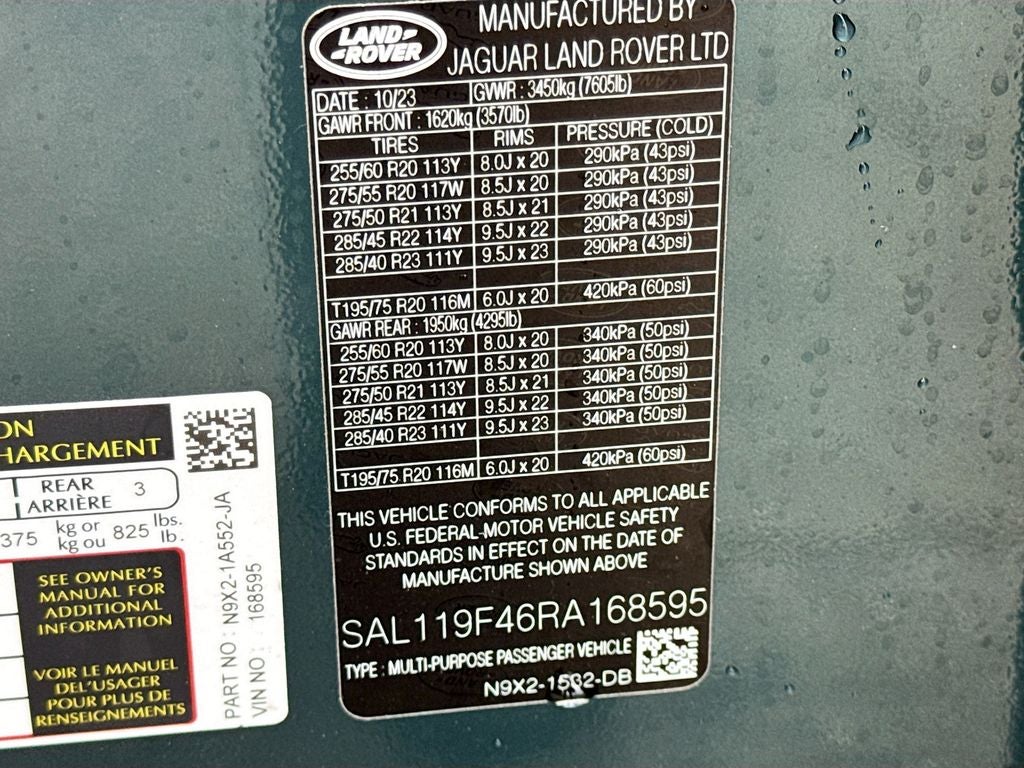 LAND-
-ROVER
MANUFACTURED BY
JAGUAR LAND ROVER LTD
DATE : 10/23 GVWR : 3450kg (7605lb)
GAWR FRONT : 1620kg (3570lb)
TIRES RIMS PRESSURE (COLD)
255/60 R20 113Y 8.0J x 20 290kPa (43psi)
275/55 R20 117W 8.5J x 20 290kPa (43psi)
275/50 R21 113Y 8.5J x 21 290kPa (43psi)
285/45 R22 114Y 9.5J x 22 290kPa (43psi)
285/40 R23 111Y 9.5J x 23 290kPa (43psi)
T195/75 R20 116M 6.0J x 20 420kPa (60psi)
GAWR REAR : 1950kg (4295lb)
255/60 R20 113Y 8.0J x 20 340kPa (50psi)
275/55 R20 117W 8.5J x 20 340kPa (50psi)
275/50 R21 113Y 8.5J x 21 340kPa (50psi)
285/45 R22 114Y 9.5J x 22 340kPa (50psi)
285/40 R23 111Y 9.5J x 23 340kPa (50psi)
T195/75 R20 116M 6.0J x 20 420kPa (60psi)
THIS VEHICLE CONFORMS TO ALL APPLICABLE
U.S. FEDERAL-MOTOR VEHICLE SAFETY
STANDARDS IN EFFECT ON THE DATE OF
MANUFACTURE SHOWN ABOVE
SAL119F46RA168595
TYPE : MULTI-PURPOSE PASSENGER VEHICLE
ON
HARGEMENT
REAR
ARRIÈRE 3
375 kg or 825 lbs.
kg ou lb.
SEE OWNER'S
MANUAL FOR
ADDITIONAL
INFORMATION
VOIR LE MANUEL
DEL'USAGER
POUR PLUS DE
RENSEIGNEMENTS
PART NO : N9X2-1A552-JA
VIN NO : 168595